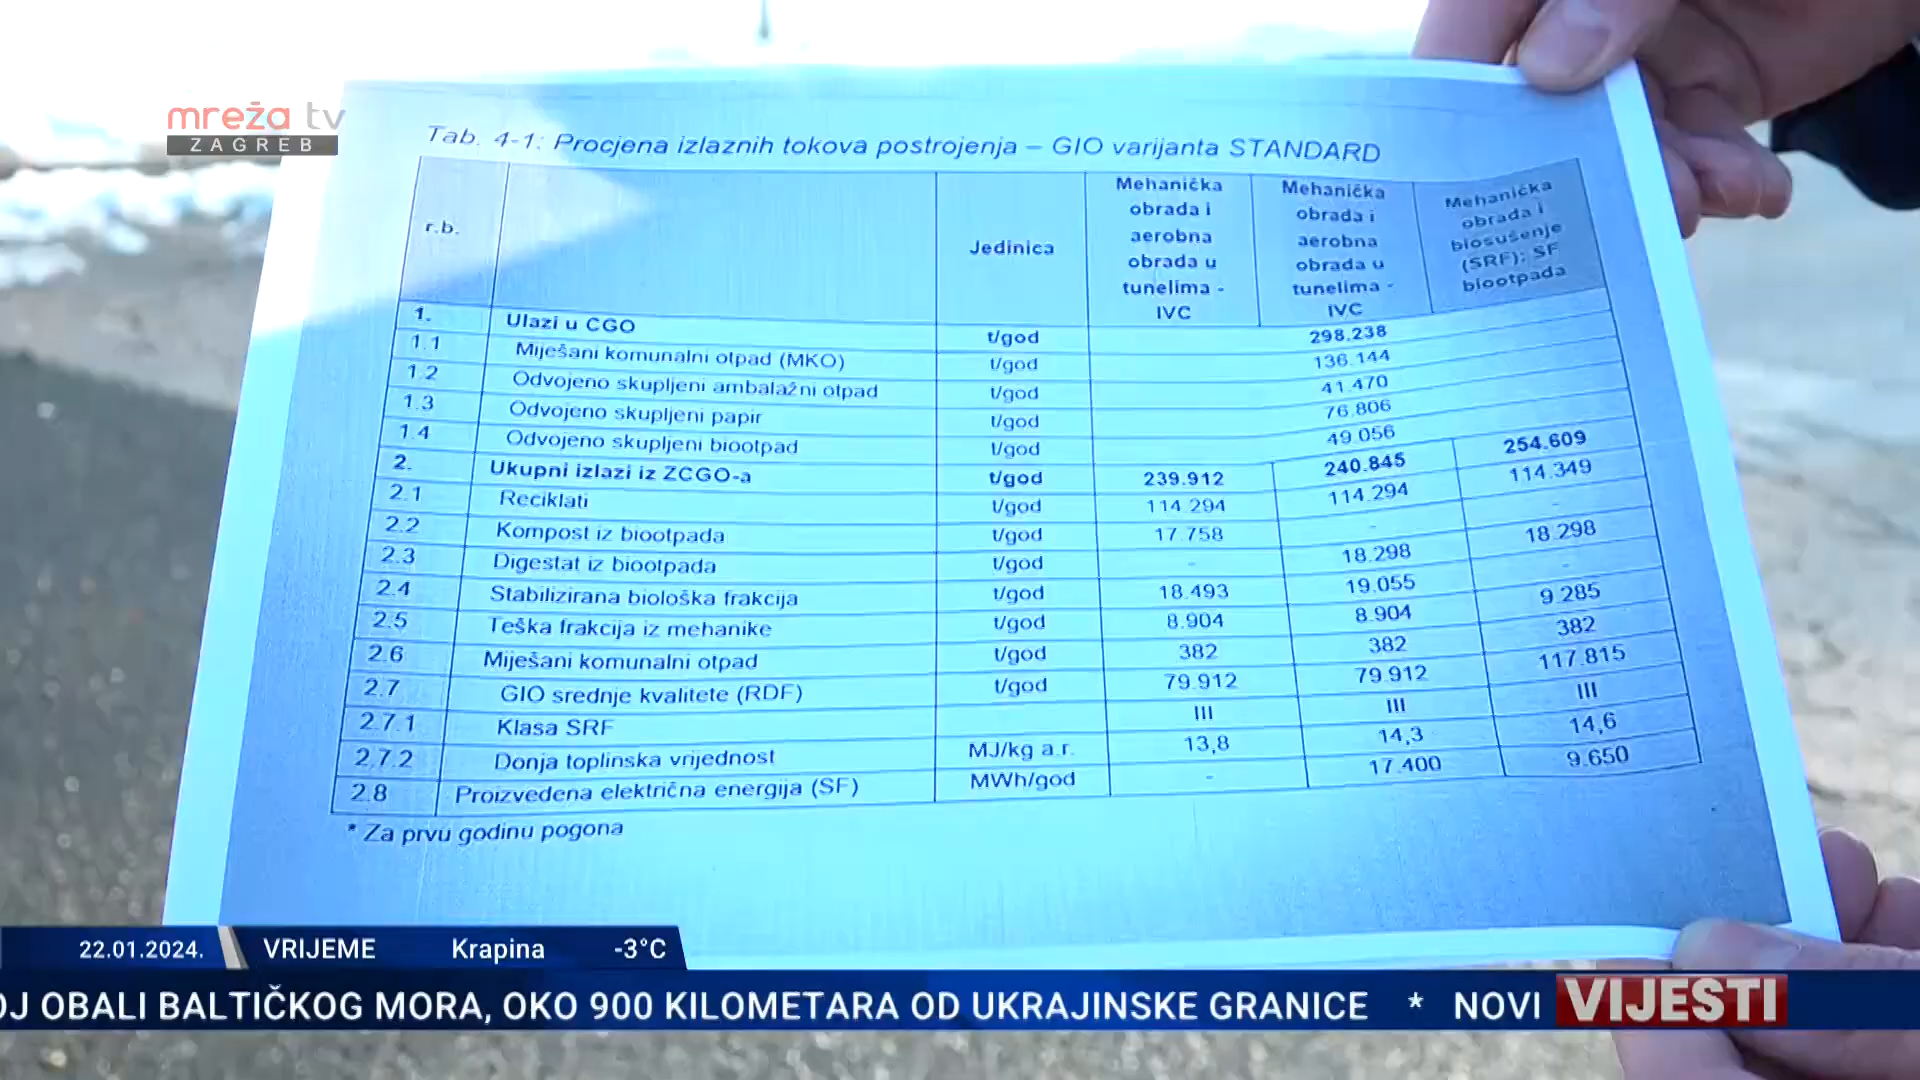 mreža tv
ZAGREB
Tab. 4-1: Procjena izlaznih tokova postrojenja – GIO varijanta STANDARD
r.b. Jedinica Mehanička obrada i aerobna obrada u tunelima - IVC Mehanička obrada i aerobna obrada u tunelima - IVC Mehanička obrada i biosušenje (SRF); SF biootpada
1. Ulazi u CGO t/god 298.238
1.1 Miješani komunalni otpad (MKO) t/god 136.144
1.2 Odvojeno skupljeni ambalažni otpad t/god 41.470
1.3 Odvojeno skupljeni papir t/god 76.806
1.4 Odvojeno skupljeni biootpad t/god 49.056
2. Ukupni izlazi iz ZCGO-a t/god 239.912 240.845 254.609
2.1 Reciklati t/god 114.294 114.294 114.349
2.2 Kompost iz biootpada t/god 17.758 - -
2.3 Digestat iz biootpada t/god - 18.298 18.298
2.4 Stabilizirana biološka frakcija t/god 18.493 19.055 -
2.5 Teška frakcija iz mehanike t/god 8.904 8.904 9.285
2.6 Miješani komunalni otpad t/god 382 382 382
2.7 GIO srednje kvalitete (RDF) t/god 79.912 79.912 117.815
2.7.1 Klasa SRF III III III
2.7.2 Donja toplinska vrijednost MJ/kg a.r. 13,8 14,3 14,6
2.8 Proizvedena električna energija (SF) MWh/god - 17.400 9.650
* Za prvu godinu pogona
22.01.2024. VRIJEME Krapina -3°C
OJ OBALI BALTIČKOG MORA, OKO 900 KILOMETARA OD UKRAJINSKE GRANICE * NOVI VIJESTI